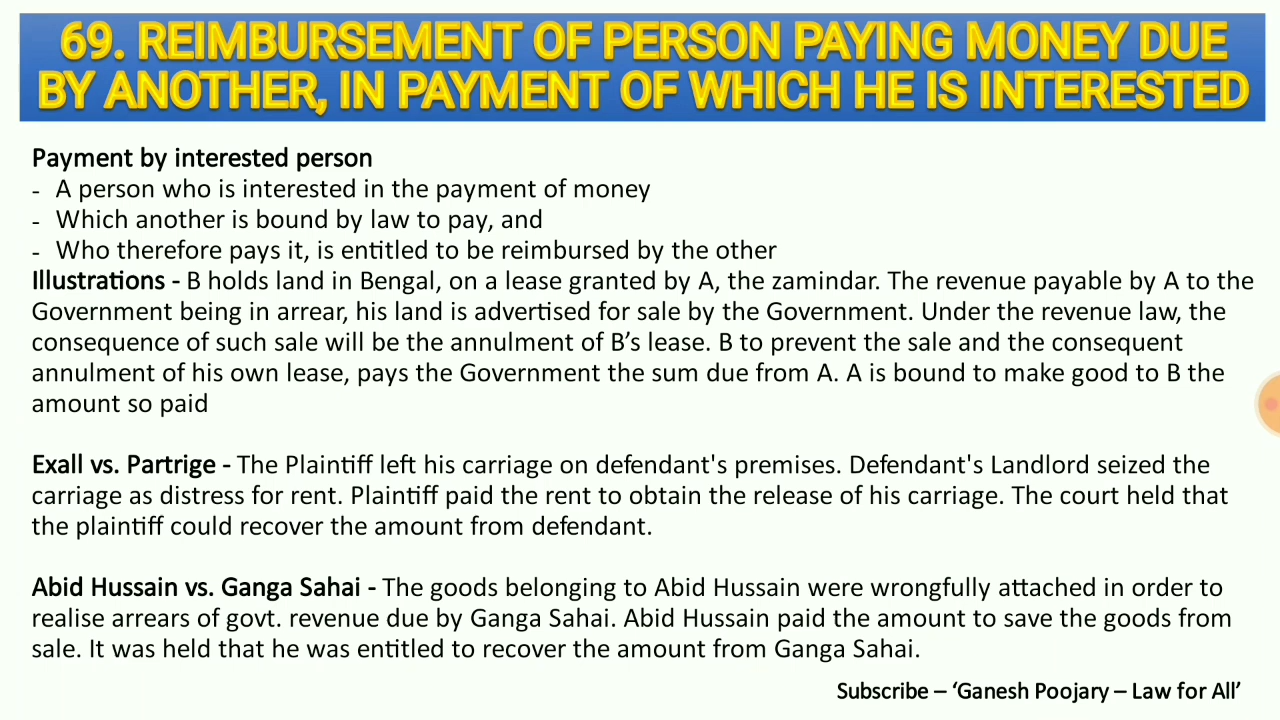 69. REIMBURSEMENT OF PERSON PAYING MONEY DUE
BY ANOTHER, IN PAYMENT OF WHICH HE IS INTERESTED
Payment by interested person
- A person who is interested in the payment of money
- Which another is bound by law to pay, and
- Who therefore pays it, is entitled to be reimbursed by the other
Illustrations - B holds land in Bengal, on a lease granted by A, the zamindar. The revenue payable by A to the
Government being in arrear, his land is advertised for sale by the Government. Under the revenue law, the
consequence of such sale will be the annulment of B’s lease. B to prevent the sale and the consequent
annulment of his own lease, pays the Government the sum due from A. A is bound to make good to B the
amount so paid
Exall vs. Partrige - The Plaintiff left his carriage on defendant's premises. Defendant's Landlord seized the
carriage as distress for rent. Plaintiff paid the rent to obtain the release of his carriage. The court held that
the plaintiff could recover the amount from defendant.
Abid Hussain vs. Ganga Sahai - The goods belonging to Abid Hussain were wrongfully attached in order to
realise arrears of govt. revenue due by Ganga Sahai. Abid Hussain paid the amount to save the goods from
sale. It was held that he was entitled to recover the amount from Ganga Sahai.
Subscribe – ‘Ganesh Poojary – Law for All’